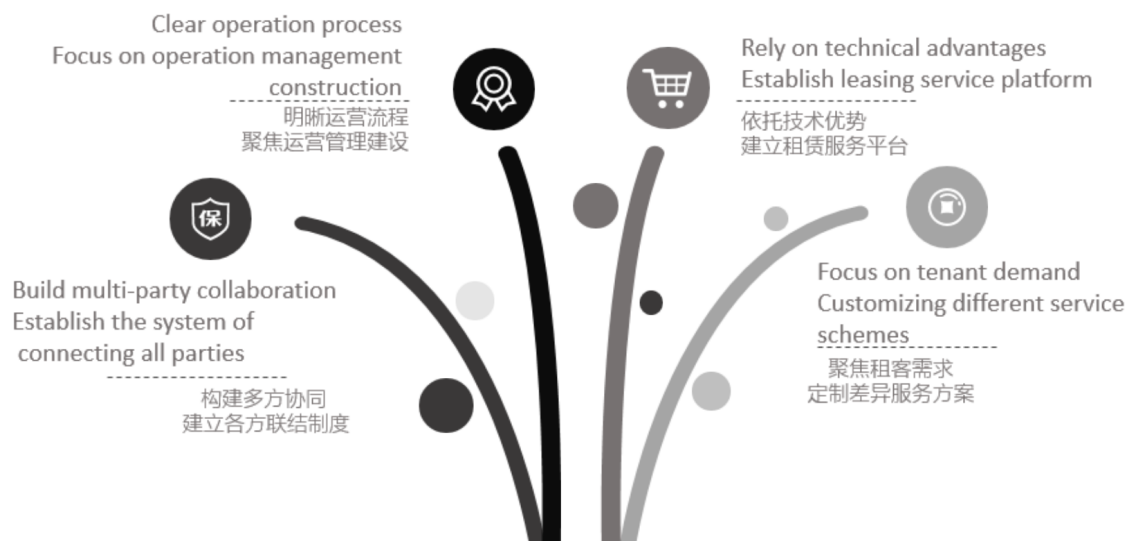 Clear operation process
Focus on operation management
construction
明晰运营流程
聚焦运营管理建设
Rely on technical advantages
Establish leasing service platform
依托技术优势
建立租赁服务平台
保
Build multi-party collaboration
Establish the system of
connecting all parties
构建多方协同
建立各方联结制度
Focus on tenant demand
Customizing different service
schemes
聚焦租客需求
定制差异服务方案